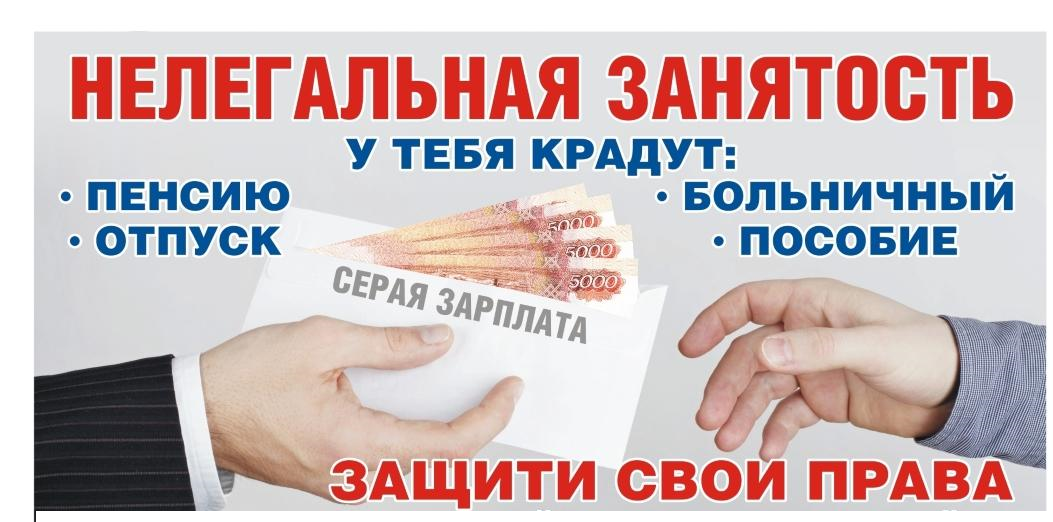 НЕЛЕГАЛЬНАЯ ЗАНЯТОСТЬ
У ТЕБЯ КРАДУТ:
• ПЕНСИЮ
• ОТПУСК
• БОЛЬНИЧНЫЙ
• ПОСОБИЕ
5000
5000
5000
СЕРАЯ ЗАРПЛАТА
ЗАЩИТИ СВОИ ПРАВА